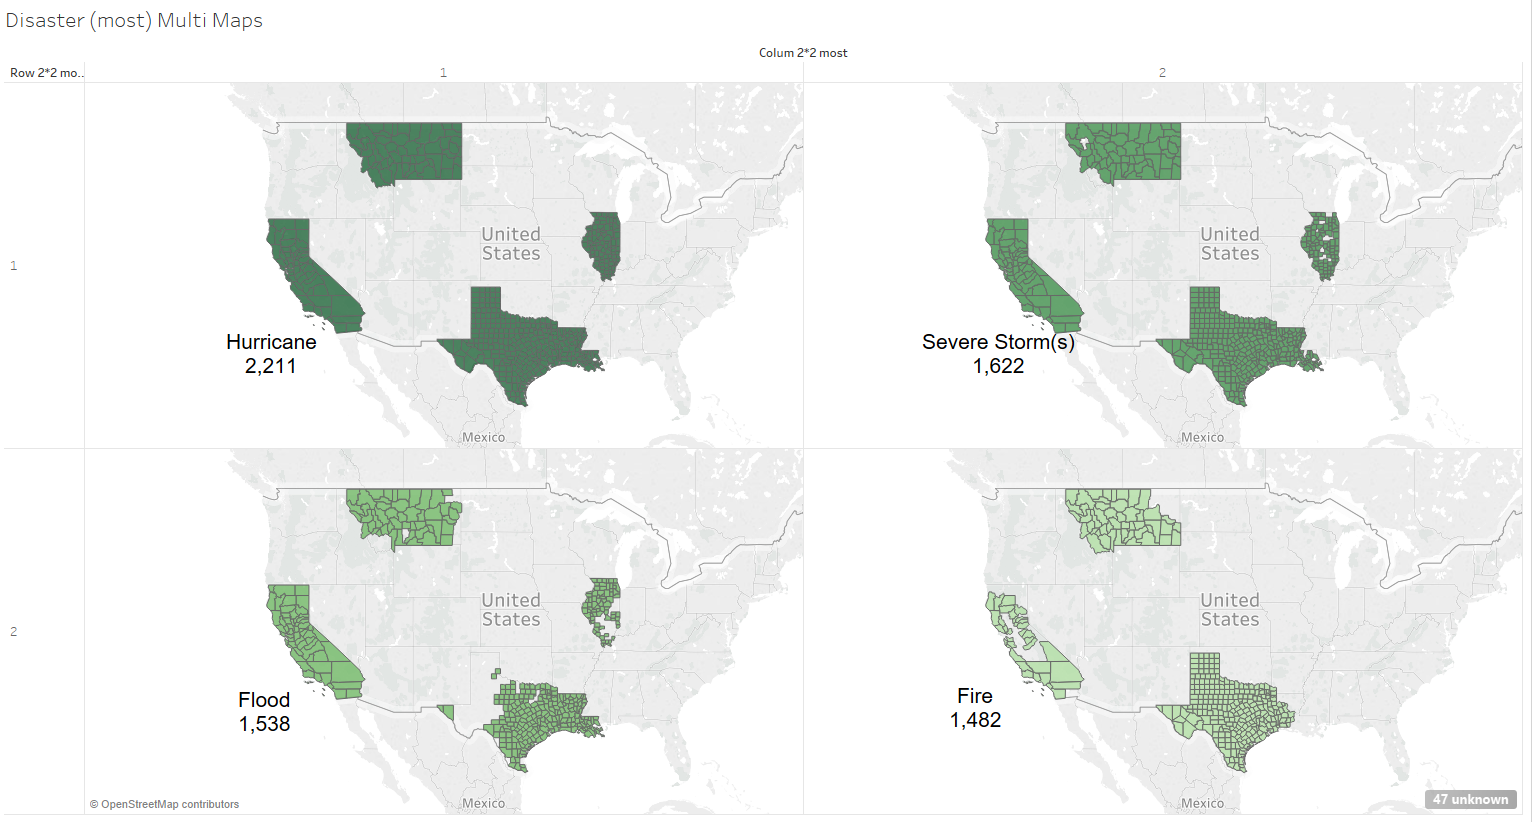 Disaster (most) Multi Maps
Colum 2*2 most
Row 2*2 mo..
1
2
1
United
States
Hurricane
2,211
Mexico
United
States
Severe Storm(s)
1,622
Mexico
2
United
States
Flood
1,538
Mexico
© OpenStreetMap contributors
United
States
Fire
1,482
Mexico
47 unknown